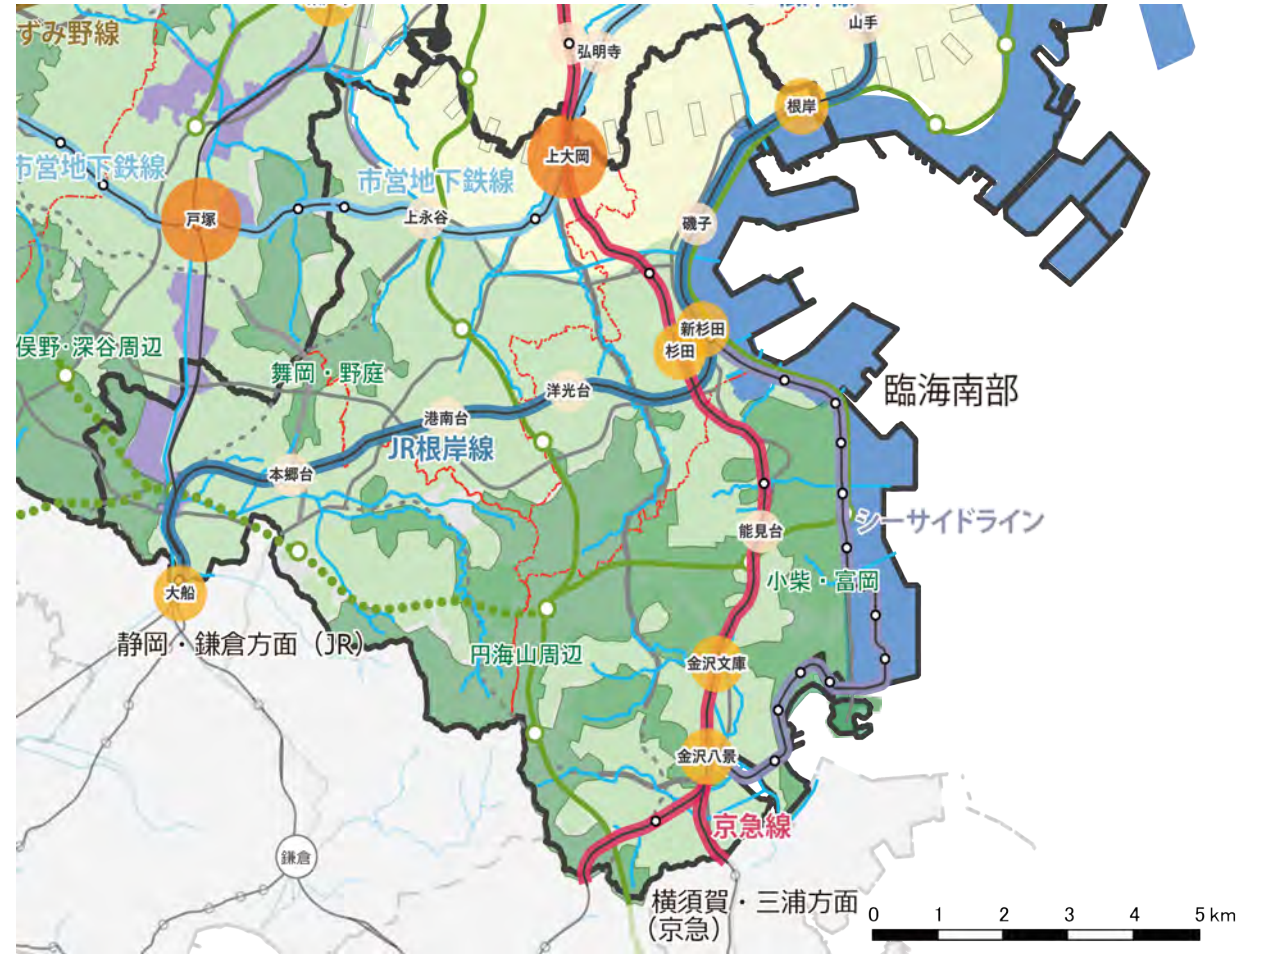 ずみ野線
山手
弘明寺
根岸
上大岡
市営地下鉄線
市営地下鉄線
戸塚
上永谷
磯子
新杉田
杉田
俣野・深谷周辺
舞岡・野庭
洋光台
臨海南部
港南台
JR根岸線
本郷台
シーサイドライン
能見台
小柴・富岡
大船
静岡・鎌倉方面（JR）
円海山周辺
金沢文庫
金沢八景
京急線
鎌倉
横須賀・三浦方面
（京急）
0 1 2 3 4 5 km